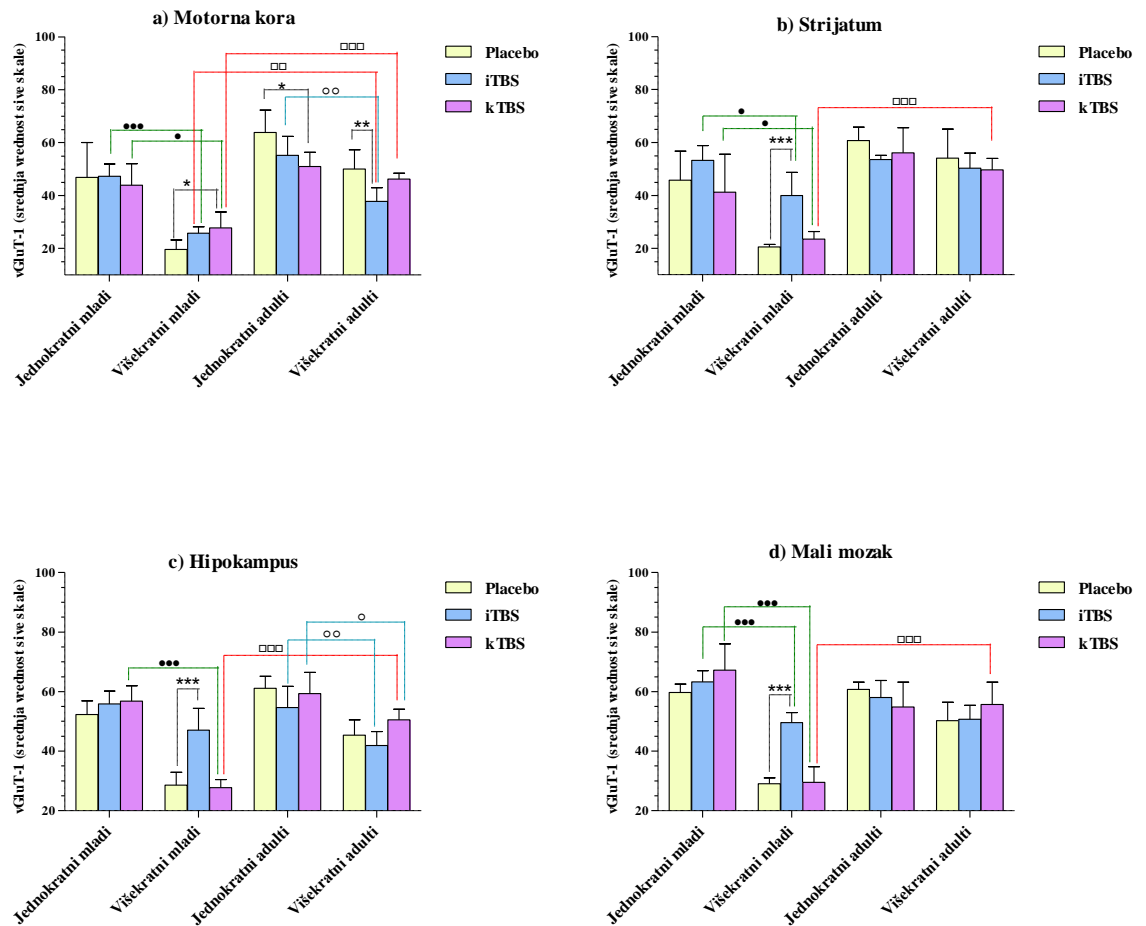 a) Motorna kora
vGluT-1 (srednja vrednost sive skale)
100
80
60
40
20
●●●
●
*
*
○○
□□
□□□
**
Placebo
iTBS
kTBS
Jednokratni mladi
Višekratni mladi
Jednokratni adulti
Višekratni adulti
b) Strijatum
vGluT-1 (srednja vrednost sive skale)
100
80
60
40
20
●
●
***
□□□
Placebo
iTBS
kTBS
Jednokratni mladi
Višekratni mladi
Jednokratni adulti
Višekratni adulti
c) Hipokampus
vGluT-1 (srednja vrednost sive skale)
100
80
60
40
20
●●●
***
□□□
○○
○
Placebo
iTBS
kTBS
Jednokratni mladi
Višekratni mladi
Jednokratni adulti
Višekratni adulti
d) Mali mozak
vGluT-1 (srednja vrednost sive skale)
100
80
60
40
20
●●●
●●●
***
□□□
Placebo
iTBS
kTBS
Jednokratni mladi
Višekratni mladi
Jednokratni adulti
Višekratni adulti